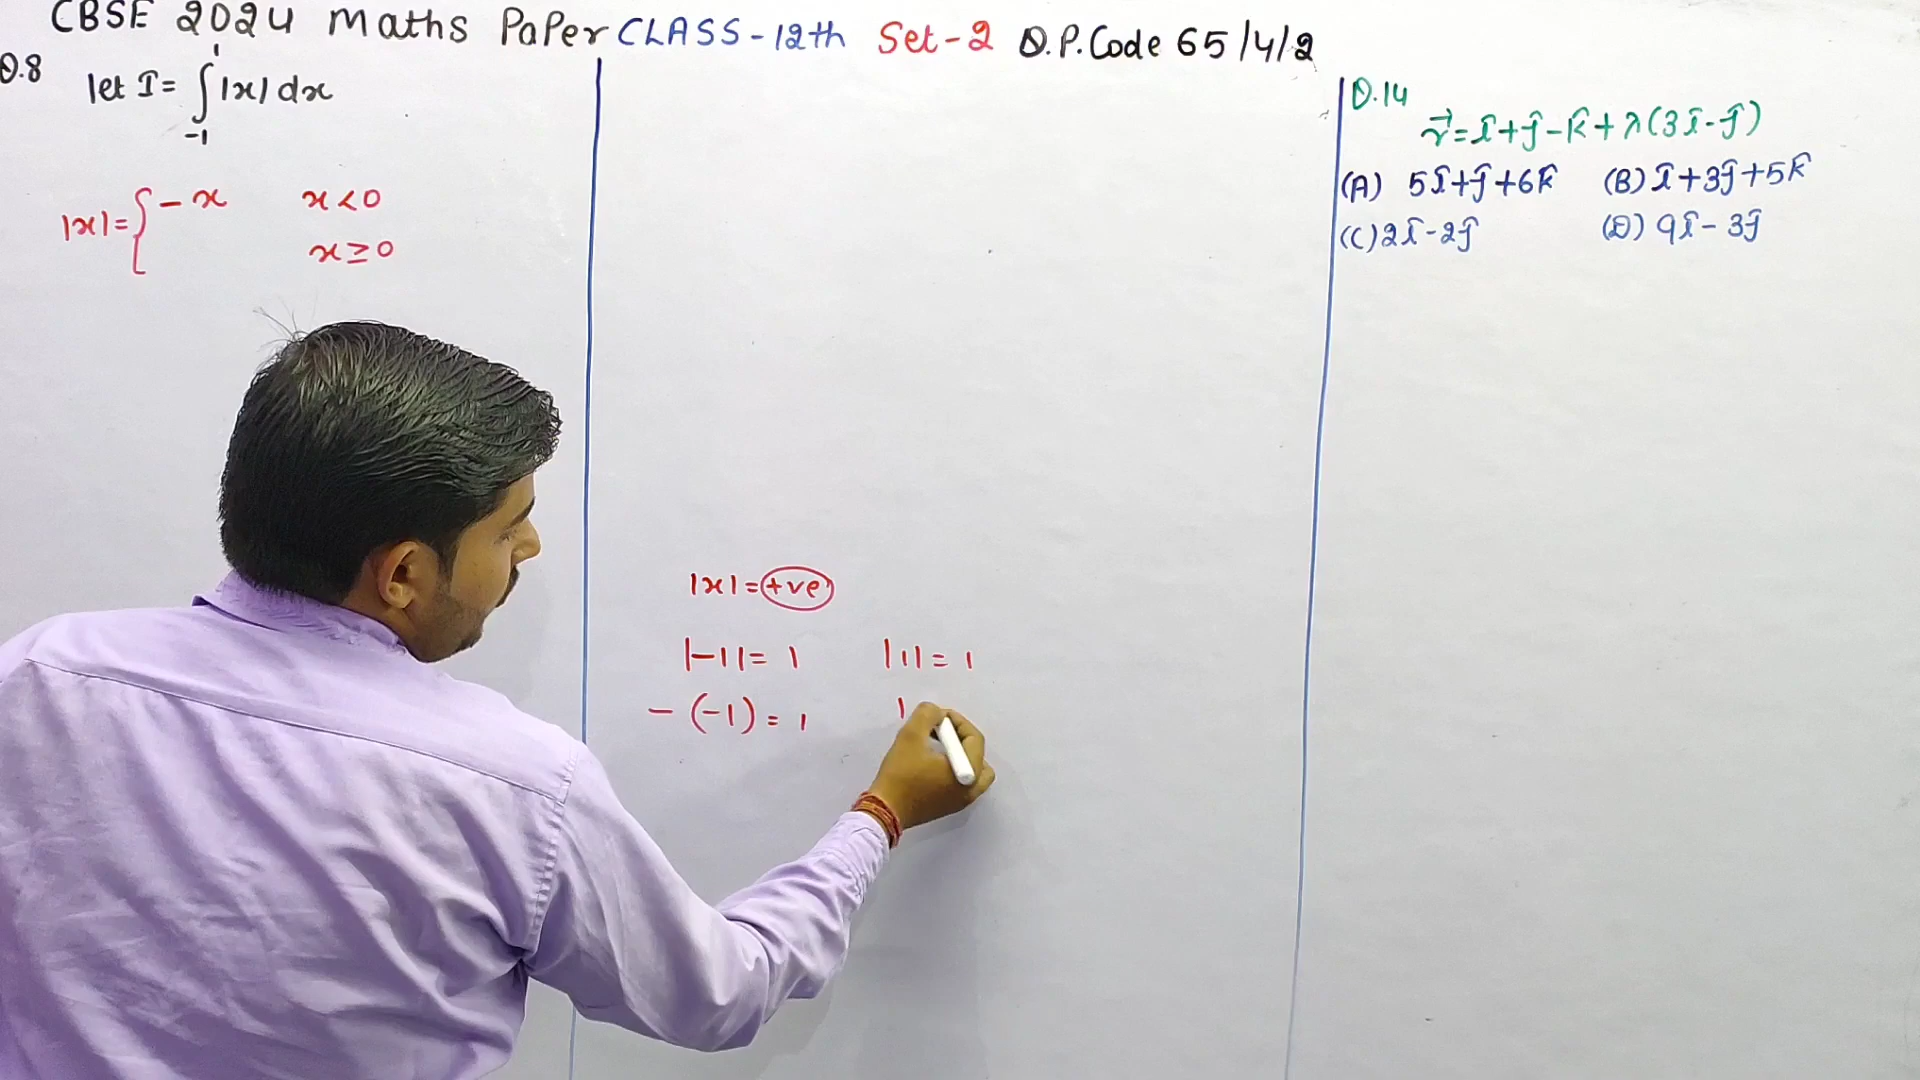 CBSE 2024 Maths Paper CLASS-12th Set-2 Q.P.Code 65/4/2
Q.8 let I = ∫₋₁¹ |x| dx
|x| = { -x x < 0
x ≥ 0
|x| = +ve
|-1| = 1 |1| = 1
-(-1) = 1 1
Q.14
r⃗ = î + ĵ - k̂ + λ(3î - ĵ)
(A) 5î + ĵ + 6k̂ (B) î + 3ĵ + 5k̂
(C) 2î - 2ĵ (D) 9î - 3ĵ